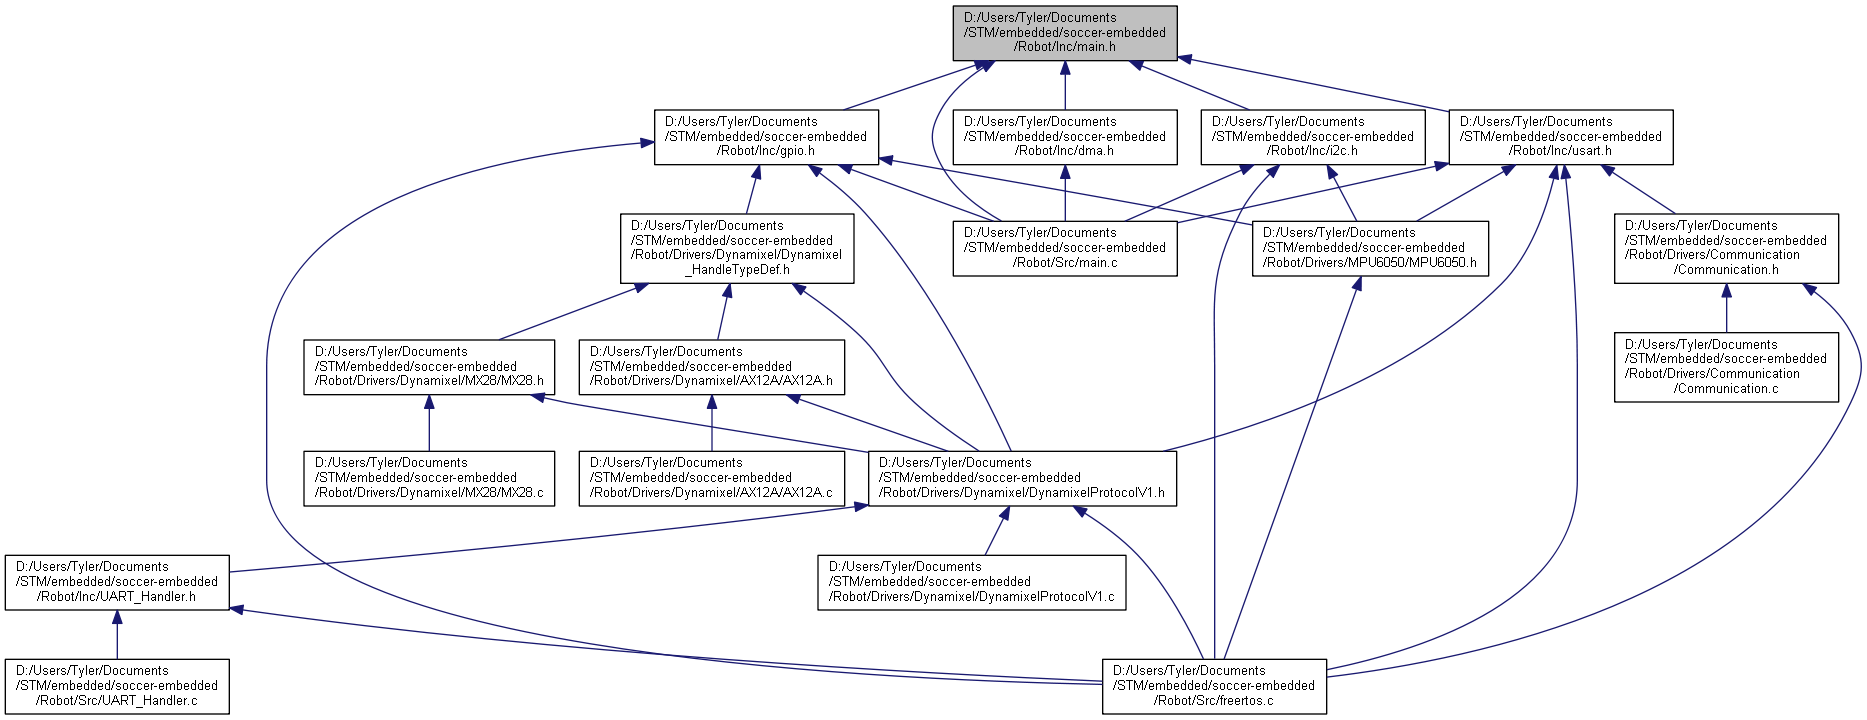 D:/Users/Tyler/Documents
/STM/embedded/soccer-embedded
/Robot/Inc/main.h
D:/Users/Tyler/Documents
/STM/embedded/soccer-embedded
/Robot/Inc/gpio.h
D:/Users/Tyler/Documents
/STM/embedded/soccer-embedded
/Robot/Inc/dma.h
D:/Users/Tyler/Documents
/STM/embedded/soccer-embedded
/Robot/Inc/i2c.h
D:/Users/Tyler/Documents
/STM/embedded/soccer-embedded
/Robot/Inc/usart.h
D:/Users/Tyler/Documents
/STM/embedded/soccer-embedded
/Robot/Drivers/Dynamixel/Dynamixel
_HandleTypeDef.h
D:/Users/Tyler/Documents
/STM/embedded/soccer-embedded
/Robot/Src/main.c
D:/Users/Tyler/Documents
/STM/embedded/soccer-embedded
/Robot/Drivers/MPU6050/MPU6050.h
D:/Users/Tyler/Documents
/STM/embedded/soccer-embedded
/Robot/Drivers/Communication
/Communication.h
D:/Users/Tyler/Documents
/STM/embedded/soccer-embedded
/Robot/Drivers/Dynamixel/MX28/MX28.h
D:/Users/Tyler/Documents
/STM/embedded/soccer-embedded
/Robot/Drivers/Dynamixel/AX12A/AX12A.h
D:/Users/Tyler/Documents
/STM/embedded/soccer-embedded
/Robot/Drivers/Communication
/Communication.c
D:/Users/Tyler/Documents
/STM/embedded/soccer-embedded
/Robot/Drivers/Dynamixel/MX28/MX28.c
D:/Users/Tyler/Documents
/STM/embedded/soccer-embedded
/Robot/Drivers/Dynamixel/AX12A/AX12A.c
D:/Users/Tyler/Documents
/STM/embedded/soccer-embedded
/Robot/Drivers/Dynamixel/DynamixelProtocolV1.h
D:/Users/Tyler/Documents
/STM/embedded/soccer-embedded
/Robot/Inc/UART_Handler.h
D:/Users/Tyler/Documents
/STM/embedded/soccer-embedded
/Robot/Drivers/Dynamixel/DynamixelProtocolV1.c
D:/Users/Tyler/Documents
/STM/embedded/soccer-embedded
/Robot/Src/UART_Handler.c
D:/Users/Tyler/Documents
/STM/embedded/soccer-embedded
/Robot/Src/freertos.c